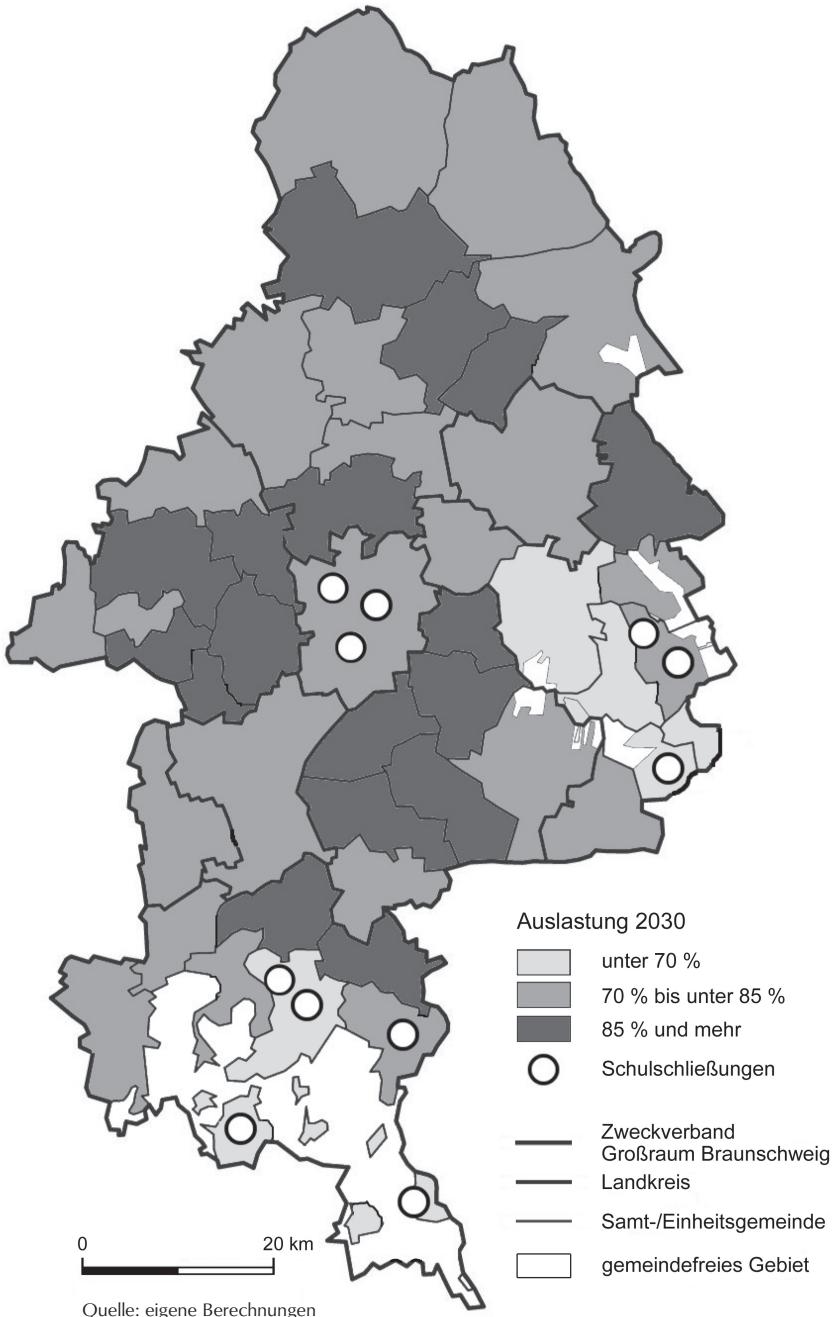 Auslastung 2030
unter 70 %
70 % bis unter 85 %
85 % und mehr
Schulschließungen
Zweckverband
Großraum Braunschweig
Landkreis
Samt-/Einheitsgemeinde
gemeindefreies Gebiet
0 20 km
Quelle: eigene Berechnungen